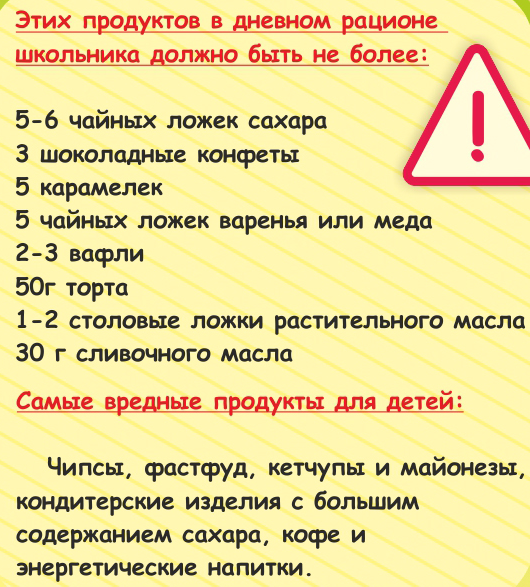 Этих продуктов в дневном рационе
школьника должно быть не более:
5-6 чайных ложек сахара
3 шоколадные конфеты
5 карамелек
5 чайных ложек варенья или меда
2-3 вафли
50г торта
1-2 столовые ложки растительного масла
30 г сливочного масла
Самые вредные продукты для детей:
Чипсы, фастфуд, кетчупы и майонезы,
кондитерские изделия с большим
содержанием сахара, кофе и
энергетические напитки.